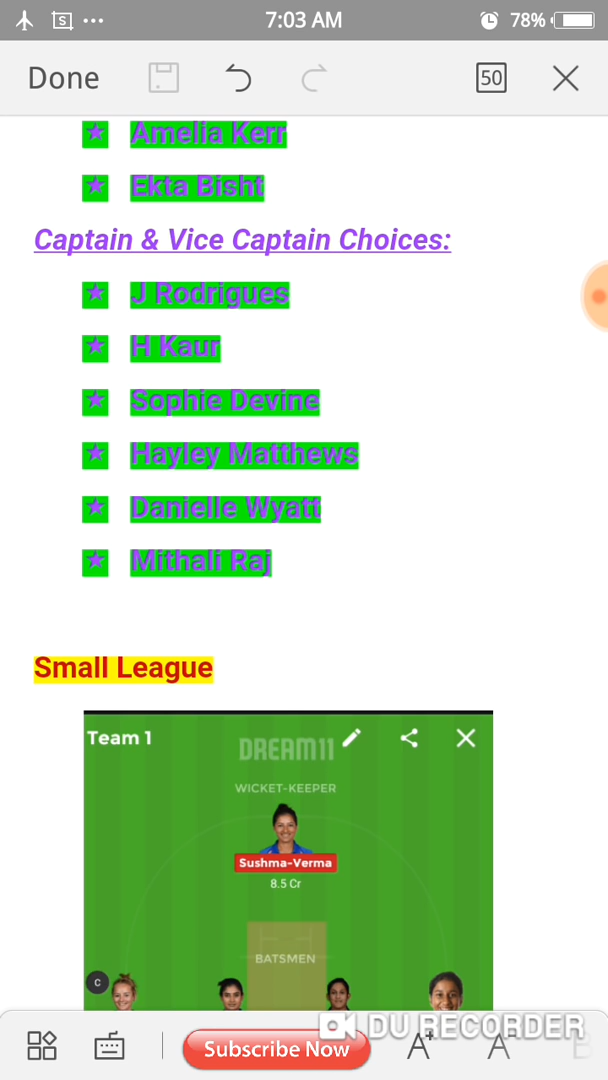 S 7:03 AM 78%
Done 50
★ Amelia Kerr
★ Ekta Bisht
Captain & Vice Captain Choices:
★ J Rodrigues
★ H Kaur
★ Sophie Devine
★ Hayley Matthews
★ Danielle Wyatt
★ Mithali Raj
Small League
Team 1 DREAM11
WICKET-KEEPER
Sushma-Verma
8.5 Cr
BATSMEN
C
DU RECORDER
Subscribe Now A+ A B